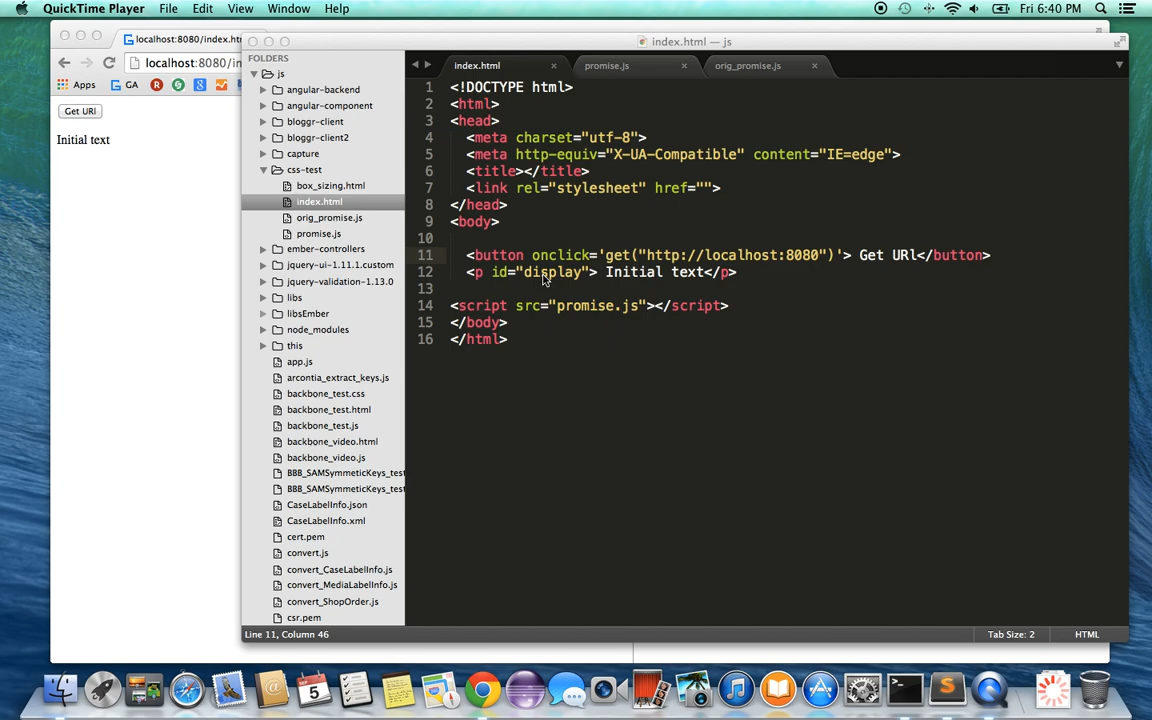 QuickTime Player File Edit View Window Help Fri 6:40 PM
localhost:8080/index.htm
localhost:8080/in
Apps GA
Get URl
Initial text
index.html — js
FOLDERS
js
angular-backend
angular-component
bloggr-client
bloggr-client2
capture
css-test
box_sizing.html
index.html
orig_promise.js
promise.js
ember-controllers
jquery-ui-1.11.1.custom
jquery-validation-1.13.0
libs
libsEmber
node_modules
this
app.js
arcontia_extract_keys.js
backbone_test.css
backbone_test.html
backbone_test.js
backbone_video.html
backbone_video.js
BBB_SAMSymmetricKeys_test
BBB_SAMSymmetricKeys_test
CaseLabelInfo.json
CaseLabelInfo.xml
cert.pem
convert.js
convert_CaseLabelInfo.js
convert_MediaLabelInfo.js
convert_ShopOrder.js
csr.pem
index.html promise.js orig_promise.js
1 <!DOCTYPE html>
2 <html>
3 <head>
4 <meta charset="utf-8">
5 <meta http-equiv="X-UA-Compatible" content="IE=edge">
6 <title></title>
7 <link rel="stylesheet" href="">
8 </head>
9 <body>
10
11 <button onclick='get("http://localhost:8080")'> Get URl</button>
12 <p id="display"> Initial text</p>
13
14 <script src="promise.js"></script>
15 </body>
16 </html>
Line 11, Column 46 Tab Size: 2 HTML
SEP
5